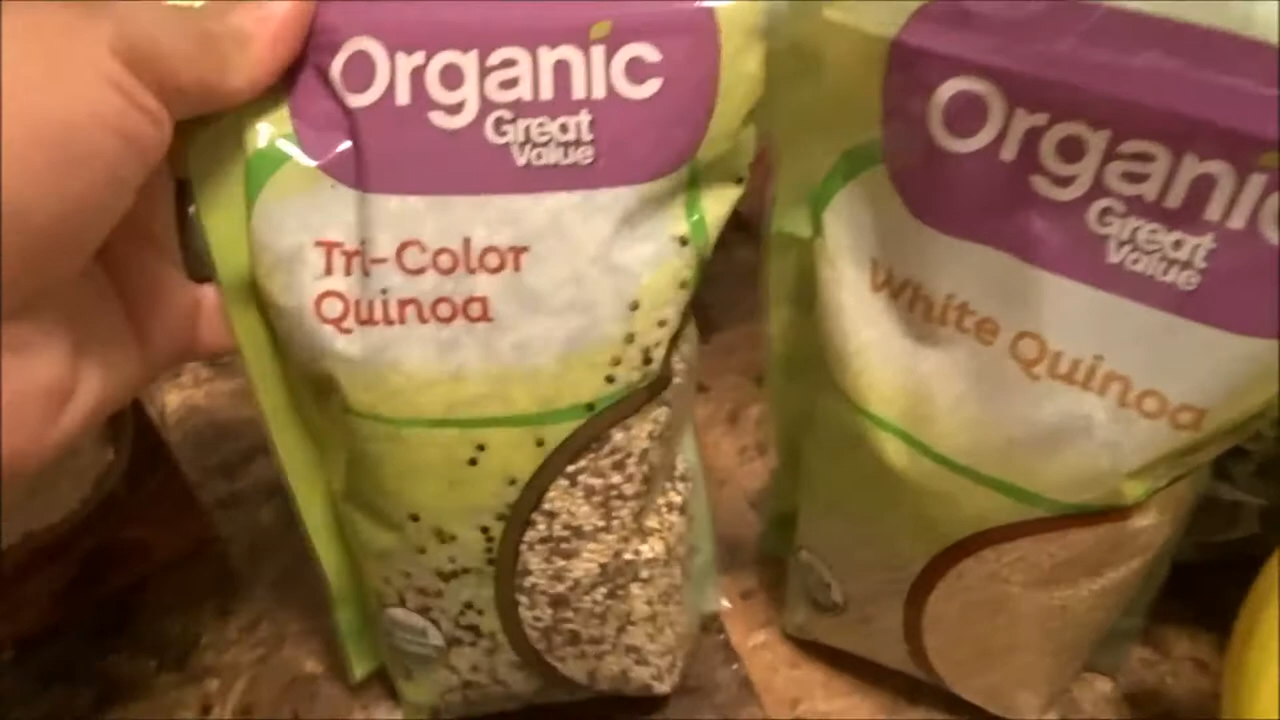 Organic
Great
Value
Tri-Color
Quinoa
Organic
Great
Value
White Quinoa